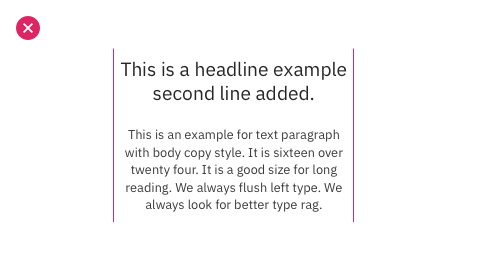 This is a headline example
second line added.
This is an example for text paragraph
with body copy style. It is sixteen over
twenty four. It is a good size for long
reading. We always flush left type. We
always look for better type rag.